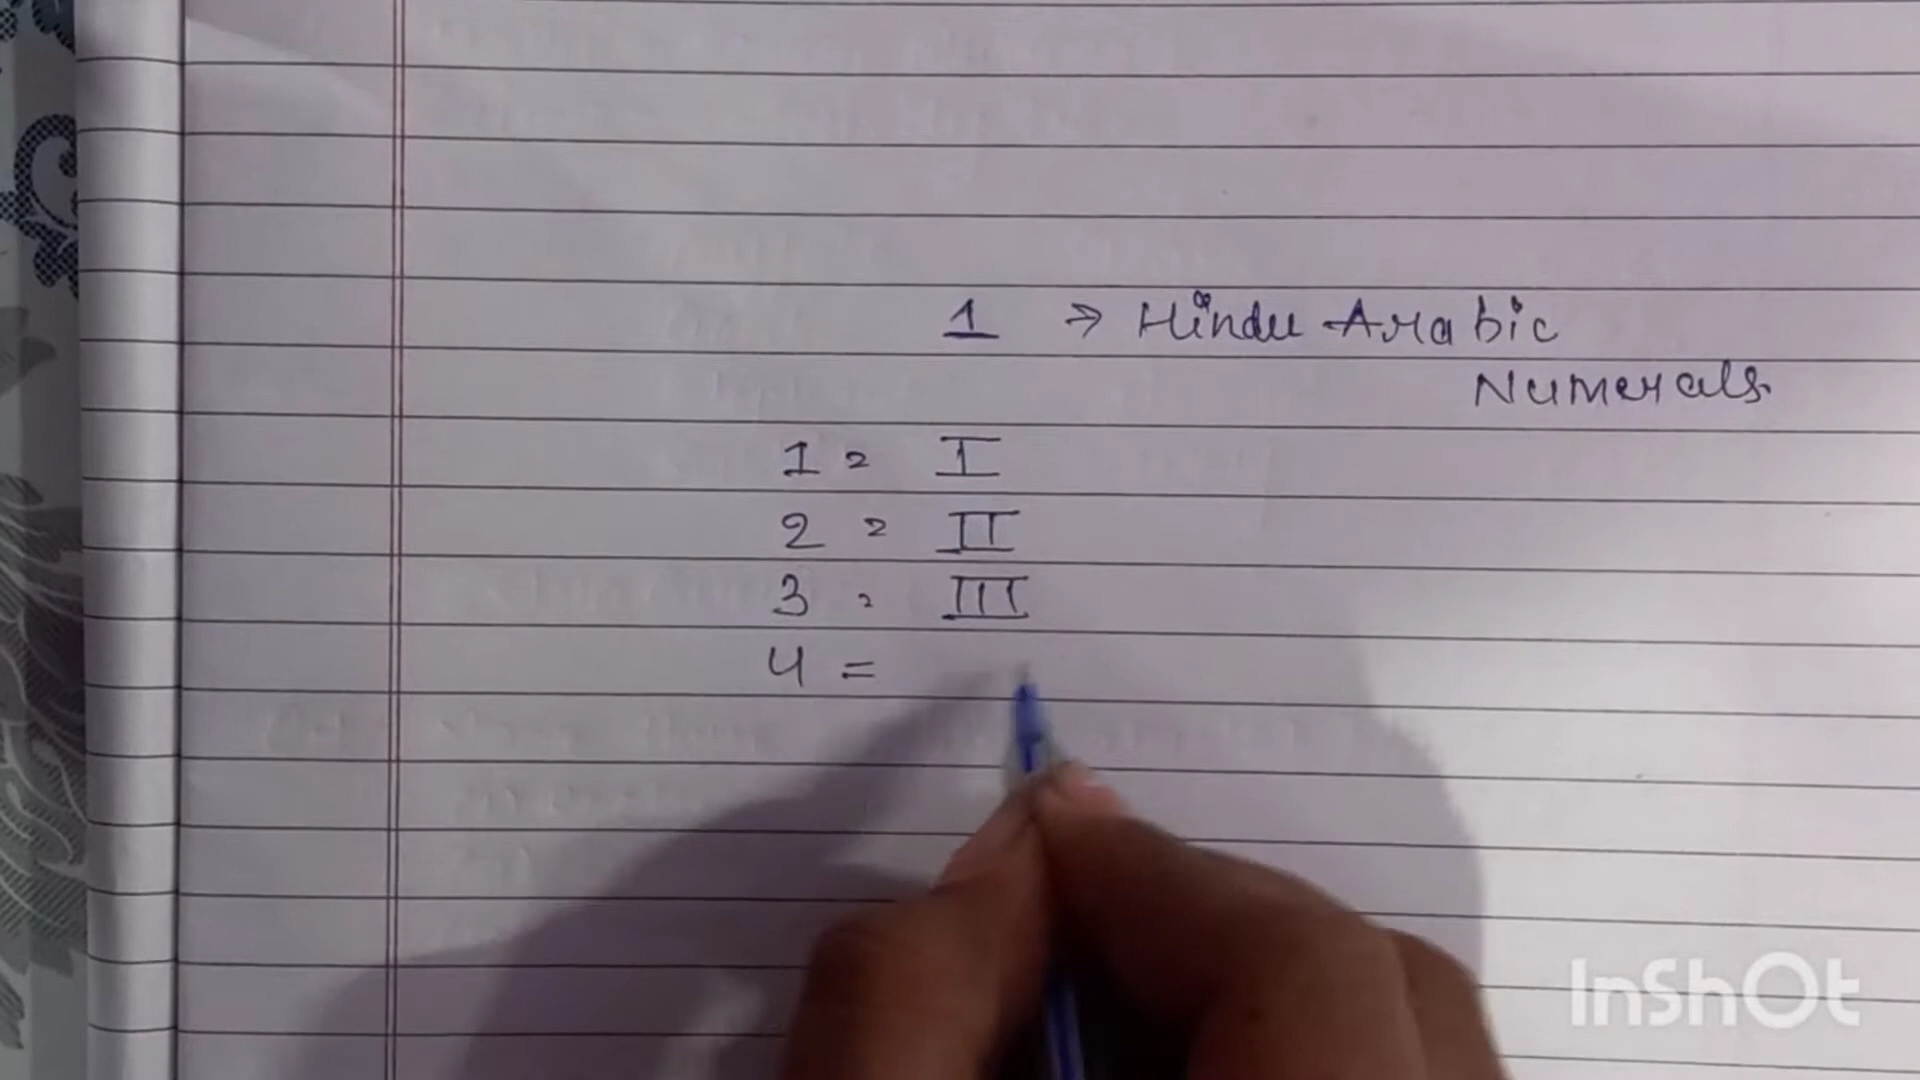 1 → Hindu-Arabic
Numerals.
1 = I
2 = II
3 = III
4 =
InShOt